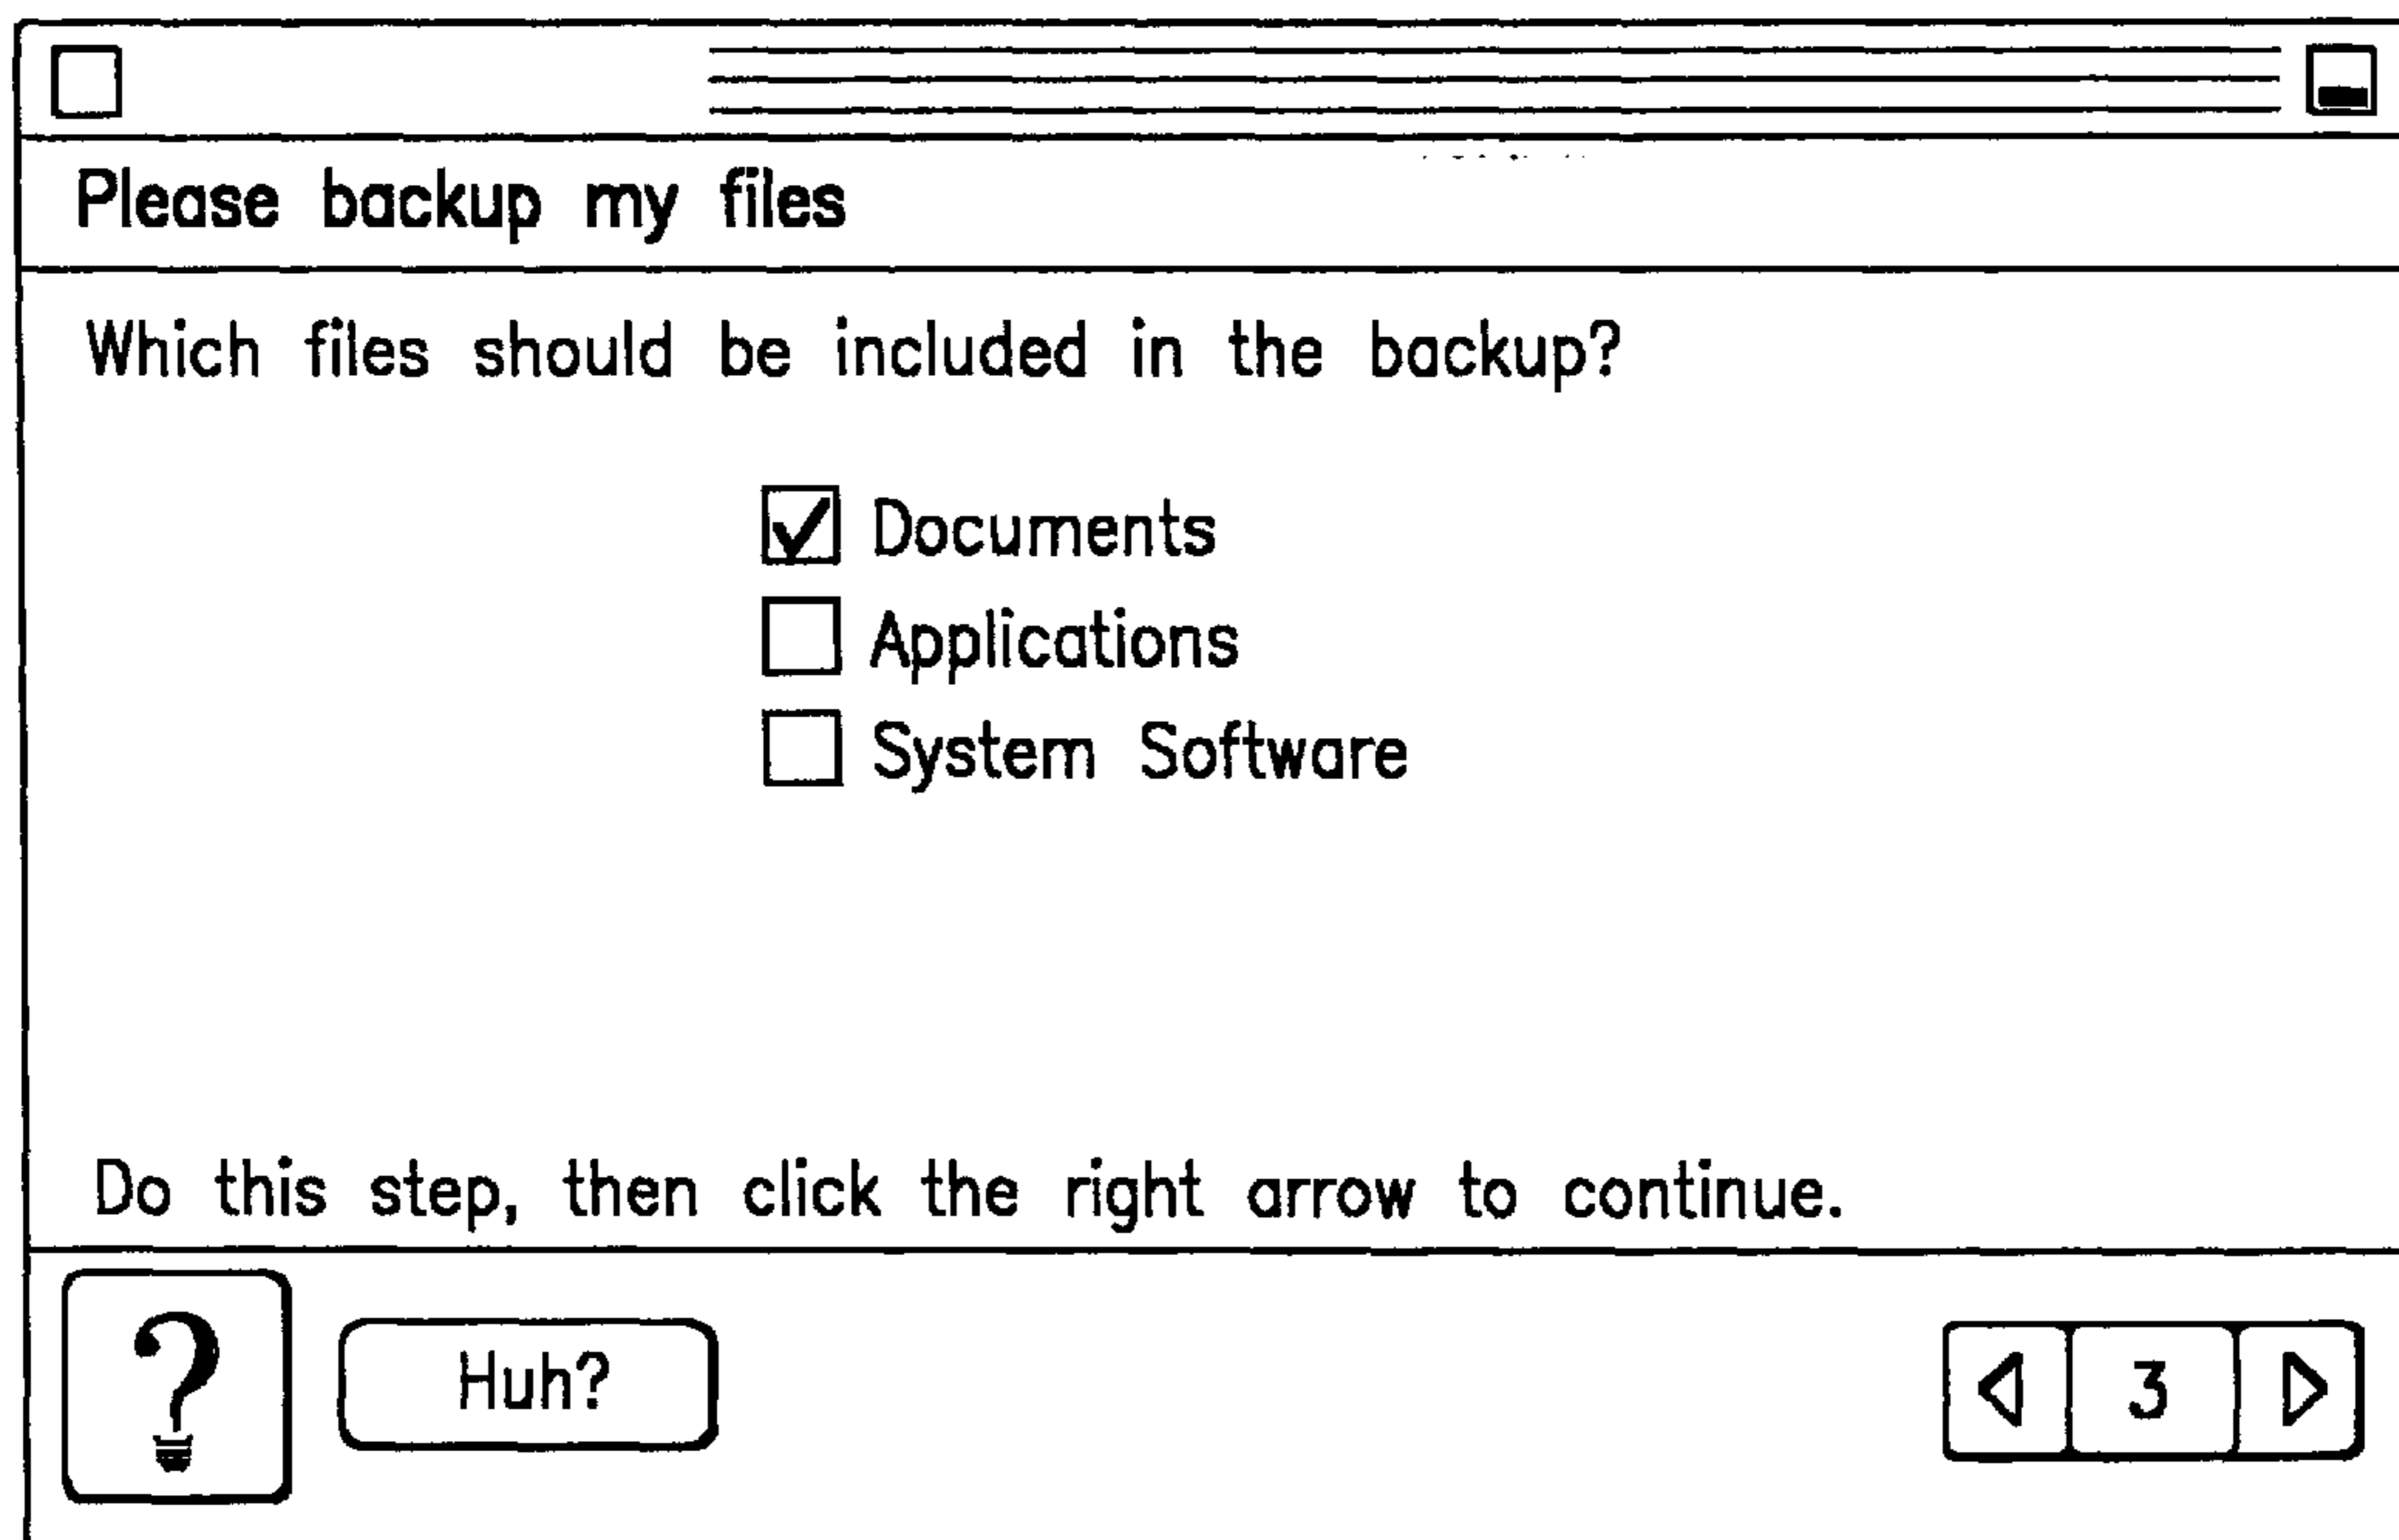 Please backup my files
Which files should be included in the backup?
Documents
Applications
System Software
Do this step, then click the right arrow to continue.
?
Huh?
3